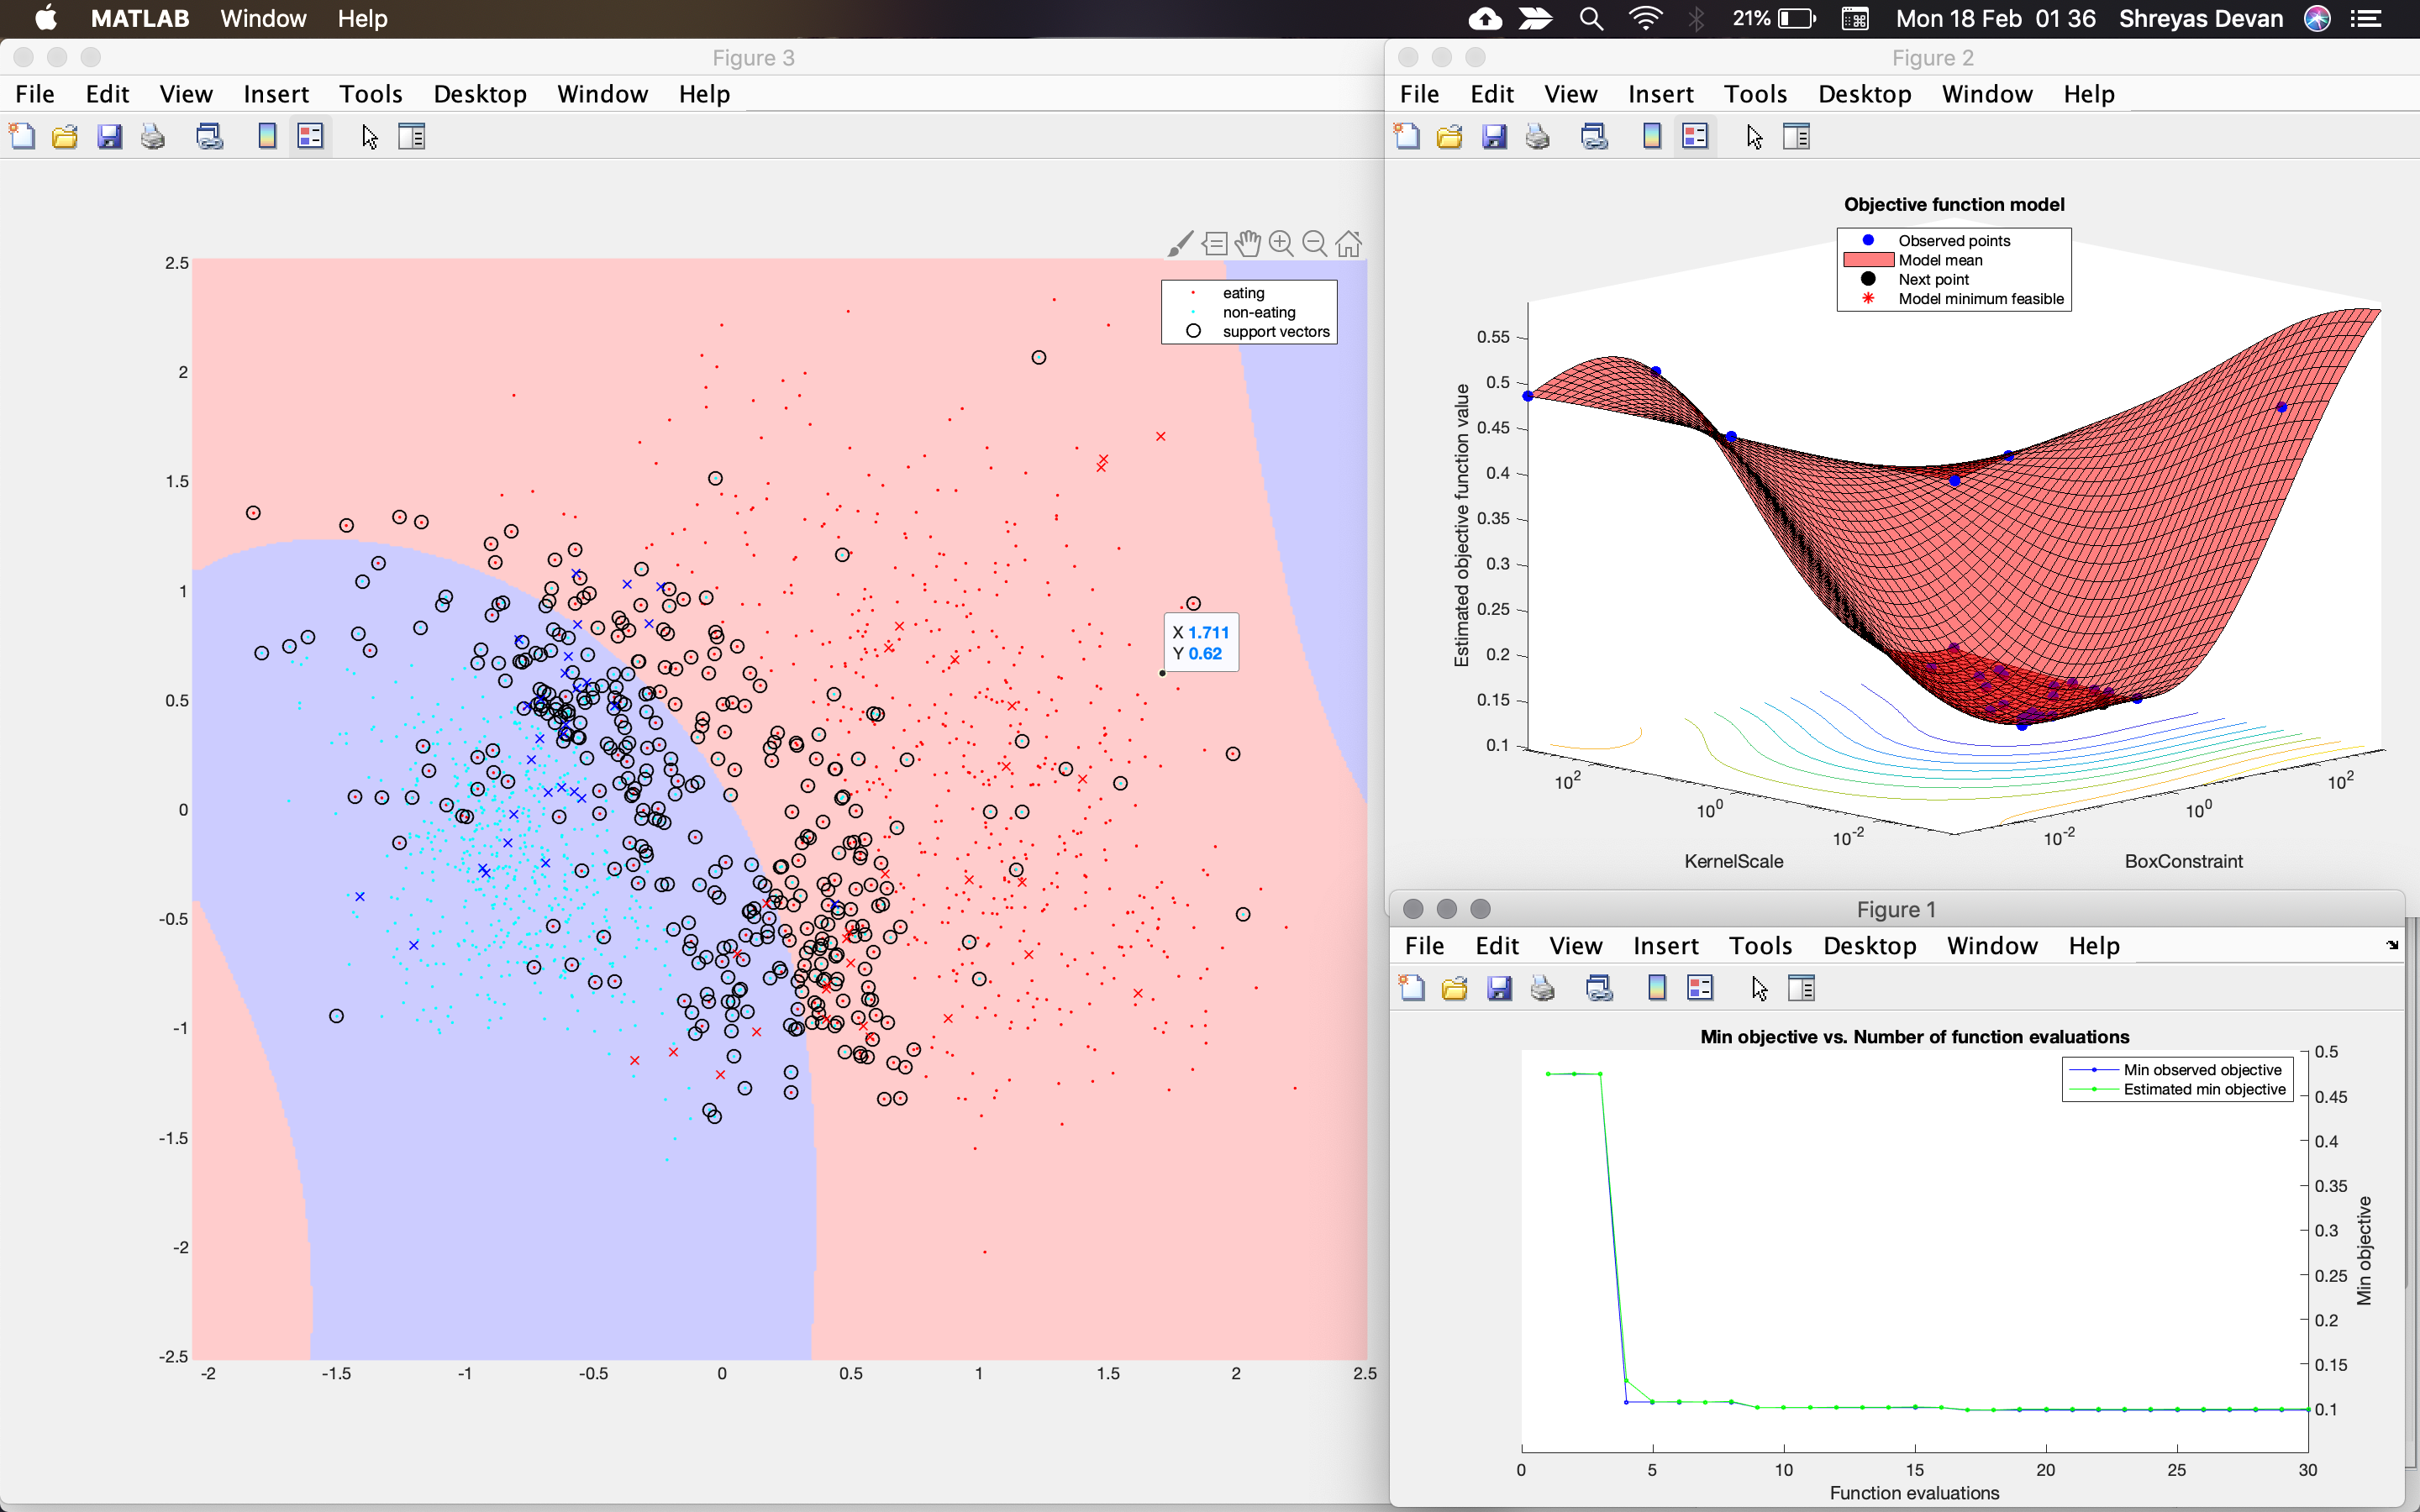 MATLAB Window Help
21% Mon 18 Feb 01 36 Shreyas Devan
Figure 3
File Edit View Insert Tools Desktop Window Help
2.5
2
1.5
1
0.5
0
-0.5
-1
-1.5
-2
-2.5
-2 -1.5 -1 -0.5 0 0.5 1 1.5 2 2.5
eating
non-eating
support vectors
X 1.711
Y 0.62
Figure 2
File Edit View Insert Tools Desktop Window Help
Objective function model
Observed points
Model mean
Next point
Model minimum feasible
Estimated objective function value
0.55
0.5
0.45
0.4
0.35
0.3
0.25
0.2
0.15
0.1
10² 10⁰ 10⁻²
KernelScale
10⁻² 10⁰ 10²
BoxConstraint
Figure 1
File Edit View Insert Tools Desktop Window Help
Min objective vs. Number of function evaluations
Min observed objective
Estimated min objective
0.5
0.45
0.4
0.35
0.3
0.25
0.2
0.15
0.1
Min objective
0 5 10 15 20 25 30
Function evaluations